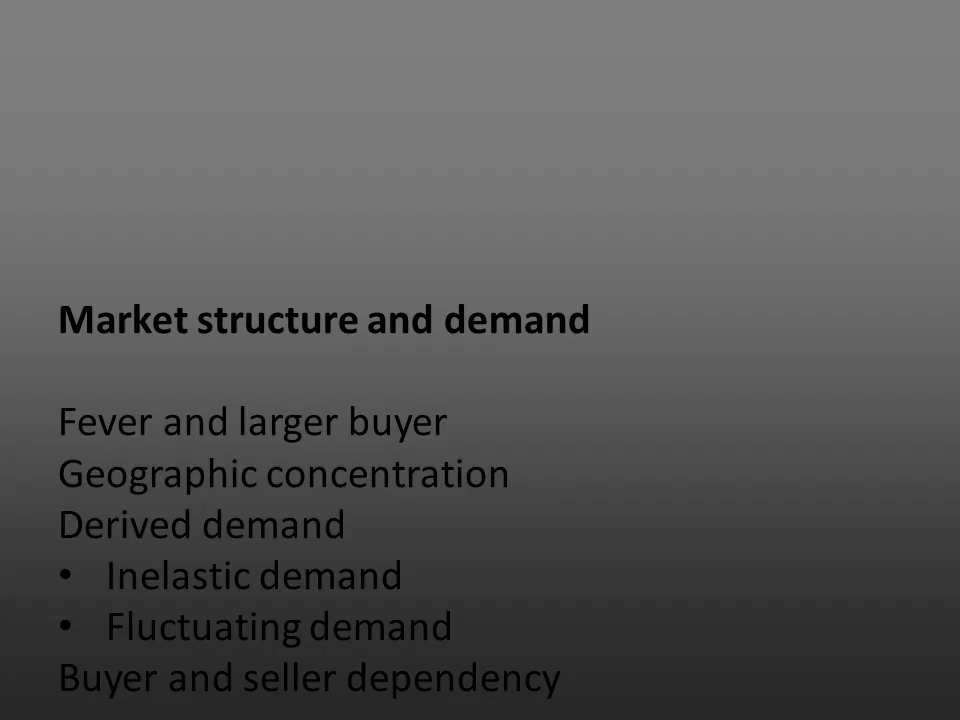 Market structure and demand
Fever and larger buyer
Geographic concentration
Derived demand
• Inelastic demand
• Fluctuating demand
Buyer and seller dependency